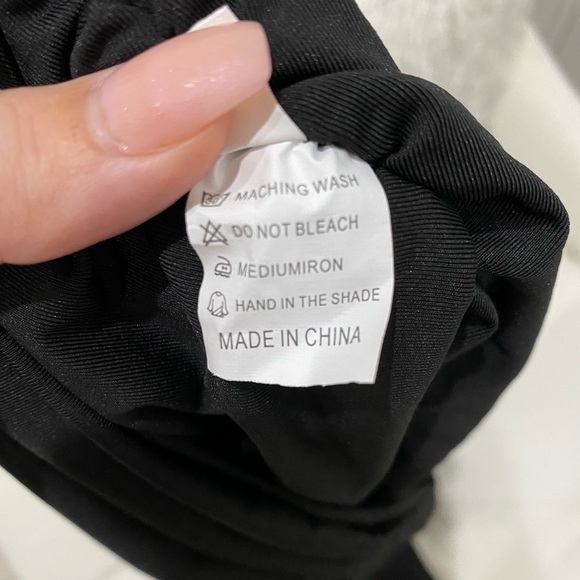 MACHING WASH
DO NOT BLEACH
MEDIUMIRON
HAND IN THE SHADE
MADE IN CHINA